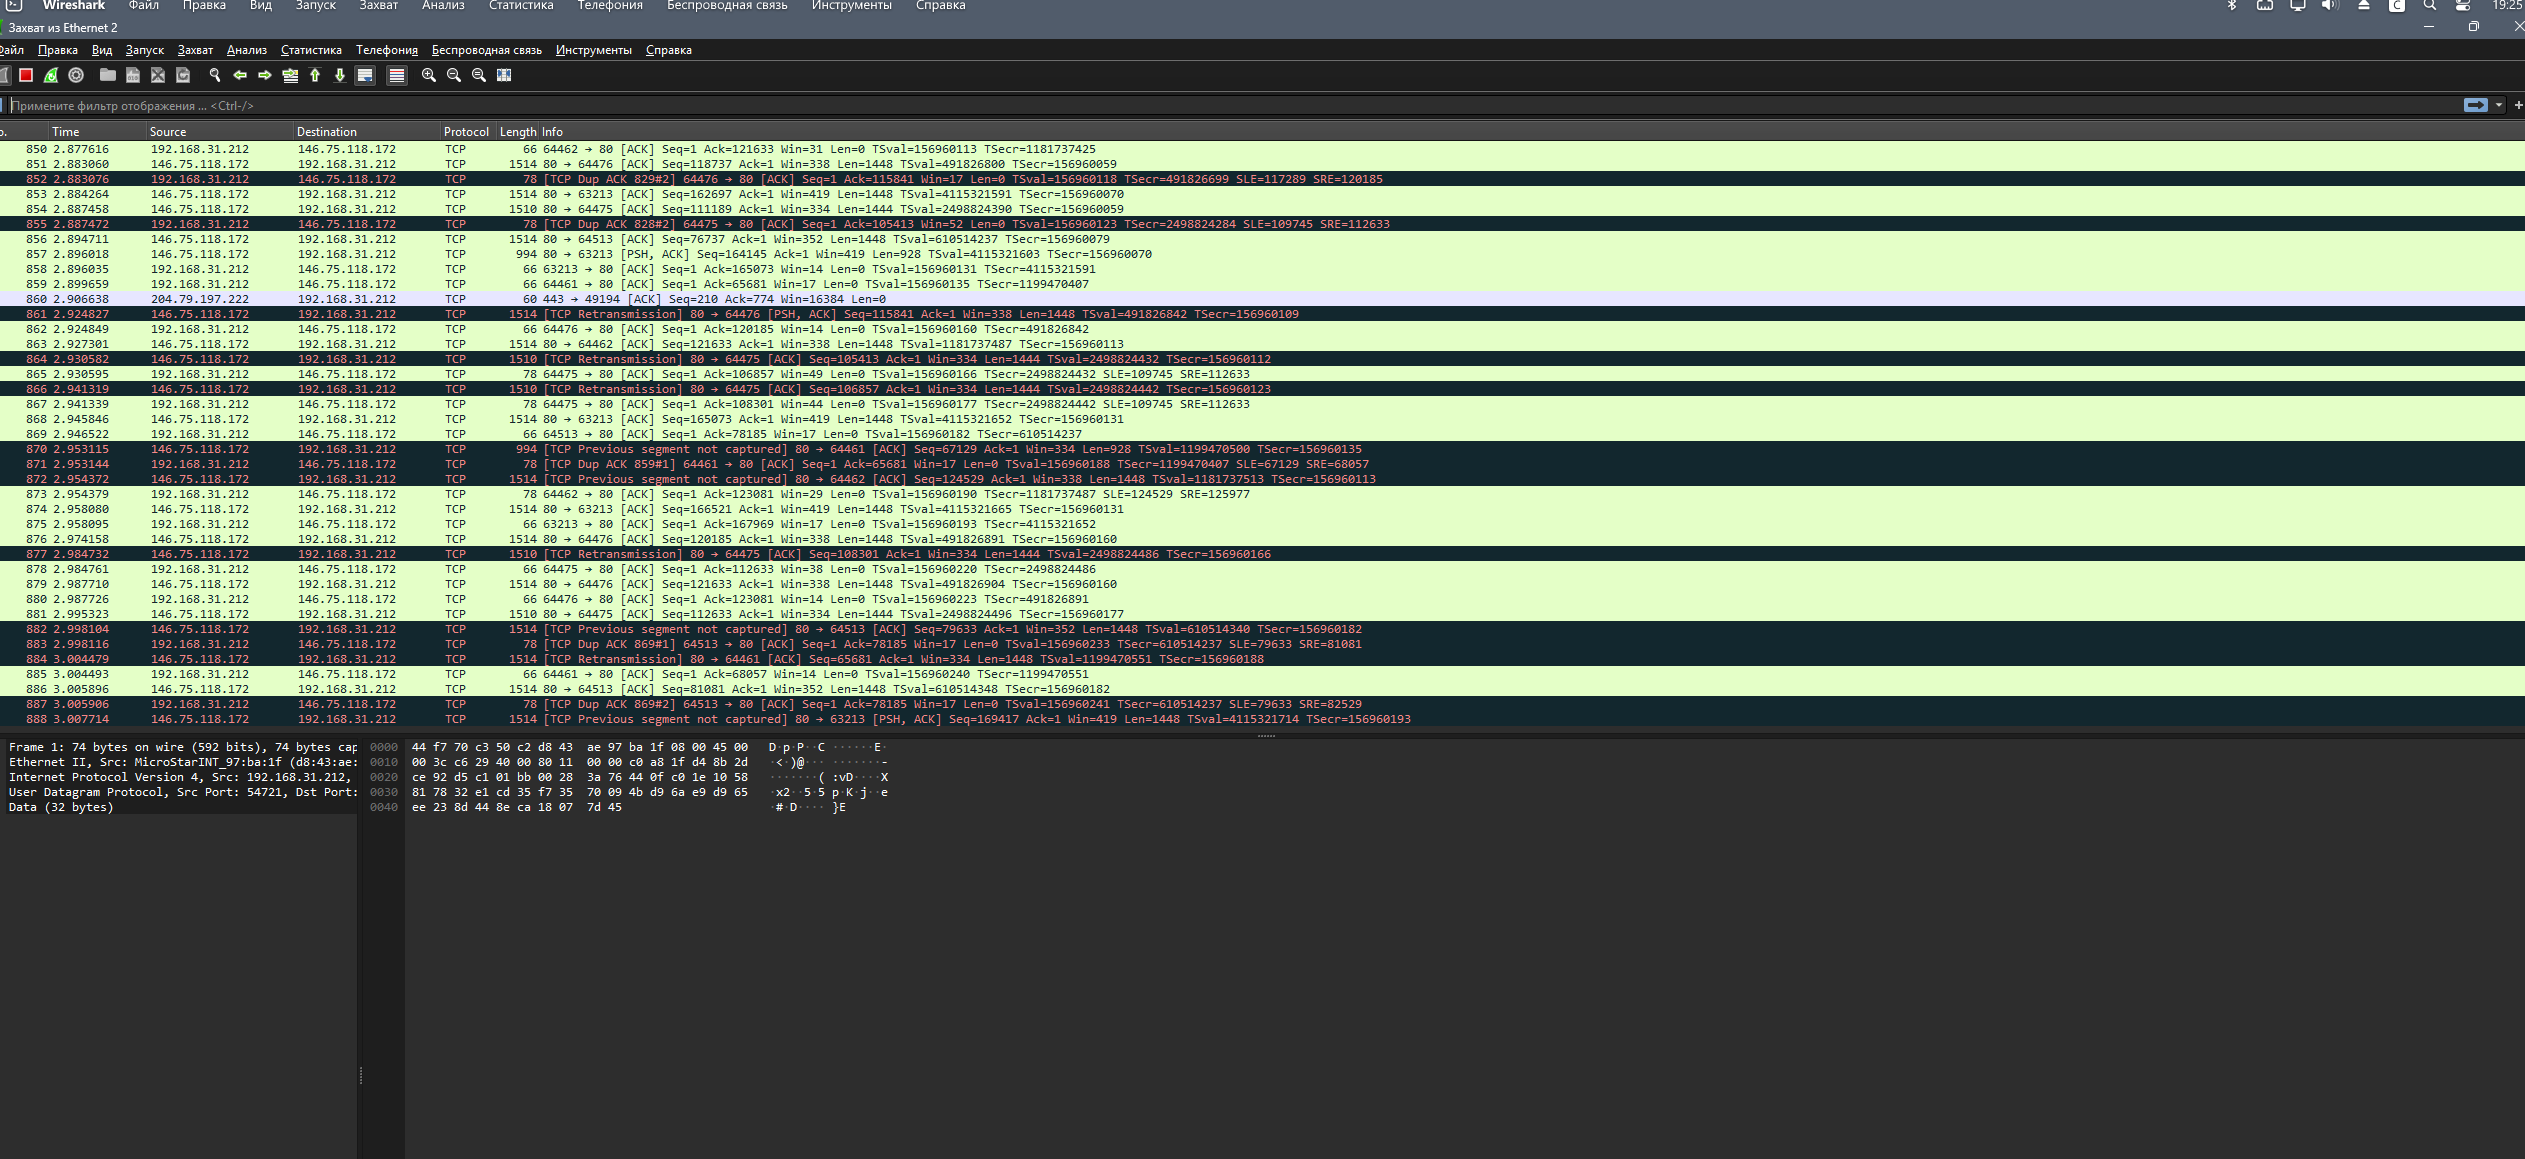 Wireshark Файл Правка Вид Запуск Захват Анализ Статистика Телефония Беспроводная связь Инструменты Справка 19:25
Захват из Ethernet 2
Файл Правка Вид Запуск Захват Анализ Статистика Телефония Беспроводная связь Инструменты Справка
Примените фильтр отображения ... <Ctrl-/>
Time Source Destination Protocol Length Info
850 2.877616 192.168.31.212 146.75.118.172 TCP 66 64462 → 80 [ACK] Seq=1 Ack=121633 Win=31 Len=0 TSval=156960113 TSecr=1181737425
851 2.883060 146.75.118.172 192.168.31.212 TCP 1514 80 → 64476 [ACK] Seq=118737 Ack=1 Win=338 Len=1448 TSval=491826800 TSecr=156960059
852 2.883076 192.168.31.212 146.75.118.172 TCP 78 [TCP Dup ACK 829#2] 64476 → 80 [ACK] Seq=1 Ack=115841 Win=17 Len=0 TSval=156960118 TSecr=491826699 SLE=117289 SRE=120185
853 2.884264 146.75.118.172 192.168.31.212 TCP 1514 80 → 63213 [ACK] Seq=162697 Ack=1 Win=419 Len=1448 TSval=4115321591 TSecr=156960070
854 2.887458 146.75.118.172 192.168.31.212 TCP 1510 80 → 64475 [ACK] Seq=111189 Ack=1 Win=334 Len=1444 TSval=2498824390 TSecr=156960059
855 2.887472 192.168.31.212 146.75.118.172 TCP 78 [TCP Dup ACK 828#2] 64475 → 80 [ACK] Seq=1 Ack=105413 Win=52 Len=0 TSval=156960123 TSecr=2498824284 SLE=109745 SRE=112633
856 2.894711 146.75.118.172 192.168.31.212 TCP 1514 80 → 64513 [ACK] Seq=76737 Ack=1 Win=352 Len=1448 TSval=610514237 TSecr=156960079
857 2.896018 146.75.118.172 192.168.31.212 TCP 994 80 → 63213 [PSH, ACK] Seq=164145 Ack=1 Win=419 Len=928 TSval=4115321603 TSecr=156960070
858 2.896035 192.168.31.212 146.75.118.172 TCP 66 63213 → 80 [ACK] Seq=1 Ack=165073 Win=14 Len=0 TSval=156960131 TSecr=4115321591
859 2.899659 192.168.31.212 146.75.118.172 TCP 66 64461 → 80 [ACK] Seq=1 Ack=65681 Win=17 Len=0 TSval=156960135 TSecr=1199470407
860 2.906638 204.79.197.222 192.168.31.212 TCP 60 443 → 49194 [ACK] Seq=210 Ack=774 Win=16384 Len=0
861 2.924827 146.75.118.172 192.168.31.212 TCP 1514 [TCP Retransmission] 80 → 64476 [PSH, ACK] Seq=115841 Ack=1 Win=338 Len=1448 TSval=491826842 TSecr=156960109
862 2.924849 192.168.31.212 146.75.118.172 TCP 66 64476 → 80 [ACK] Seq=1 Ack=120185 Win=14 Len=0 TSval=156960160 TSecr=491826842
863 2.927301 146.75.118.172 192.168.31.212 TCP 1514 80 → 64462 [ACK] Seq=121633 Ack=1 Win=338 Len=1448 TSval=1181737487 TSecr=156960113
864 2.930582 146.75.118.172 192.168.31.212 TCP 1510 [TCP Retransmission] 80 → 64475 [ACK] Seq=105413 Ack=1 Win=334 Len=1444 TSval=2498824432 TSecr=156960112
865 2.930595 192.168.31.212 146.75.118.172 TCP 78 64475 → 80 [ACK] Seq=1 Ack=106857 Win=49 Len=0 TSval=156960166 TSecr=2498824432 SLE=109745 SRE=112633
866 2.941319 146.75.118.172 192.168.31.212 TCP 1510 [TCP Retransmission] 80 → 64475 [ACK] Seq=106857 Ack=1 Win=334 Len=1444 TSval=2498824442 TSecr=156960123
867 2.941339 192.168.31.212 146.75.118.172 TCP 78 64475 → 80 [ACK] Seq=1 Ack=108301 Win=44 Len=0 TSval=156960177 TSecr=2498824442 SLE=109745 SRE=112633
868 2.945846 146.75.118.172 192.168.31.212 TCP 1514 80 → 63213 [ACK] Seq=165073 Ack=1 Win=419 Len=1448 TSval=4115321652 TSecr=156960131
869 2.946522 192.168.31.212 146.75.118.172 TCP 66 64513 → 80 [ACK] Seq=1 Ack=78185 Win=17 Len=0 TSval=156960182 TSecr=610514237
870 2.953115 146.75.118.172 192.168.31.212 TCP 994 [TCP Previous segment not captured] 80 → 64461 [ACK] Seq=67129 Ack=1 Win=334 Len=928 TSval=1199470500 TSecr=156960135
871 2.953144 192.168.31.212 146.75.118.172 TCP 78 [TCP Dup ACK 859#1] 64461 → 80 [ACK] Seq=1 Ack=65681 Win=17 Len=0 TSval=156960188 TSecr=1199470407 SLE=67129 SRE=68057
872 2.954372 146.75.118.172 192.168.31.212 TCP 1514 [TCP Previous segment not captured] 80 → 64462 [ACK] Seq=124529 Ack=1 Win=338 Len=1448 TSval=1181737513 TSecr=156960113
873 2.954379 192.168.31.212 146.75.118.172 TCP 78 64462 → 80 [ACK] Seq=1 Ack=123081 Win=29 Len=0 TSval=156960190 TSecr=1181737487 SLE=124529 SRE=125977
874 2.958080 146.75.118.172 192.168.31.212 TCP 1514 80 → 63213 [ACK] Seq=166521 Ack=1 Win=419 Len=1448 TSval=4115321665 TSecr=156960131
875 2.958095 192.168.31.212 146.75.118.172 TCP 66 63213 → 80 [ACK] Seq=1 Ack=167969 Win=17 Len=0 TSval=156960193 TSecr=4115321652
876 2.974158 146.75.118.172 192.168.31.212 TCP 1514 80 → 64476 [ACK] Seq=120185 Ack=1 Win=338 Len=1448 TSval=491826891 TSecr=156960160
877 2.984732 146.75.118.172 192.168.31.212 TCP 1510 [TCP Retransmission] 80 → 64475 [ACK] Seq=108301 Ack=1 Win=334 Len=1444 TSval=2498824486 TSecr=156960166
878 2.984761 192.168.31.212 146.75.118.172 TCP 66 64475 → 80 [ACK] Seq=1 Ack=112633 Win=38 Len=0 TSval=156960220 TSecr=2498824486
879 2.987710 146.75.118.172 192.168.31.212 TCP 1514 80 → 64476 [ACK] Seq=121633 Ack=1 Win=338 Len=1448 TSval=491826904 TSecr=156960160
880 2.987726 192.168.31.212 146.75.118.172 TCP 66 64476 → 80 [ACK] Seq=1 Ack=123081 Win=14 Len=0 TSval=156960223 TSecr=491826891
881 2.995323 146.75.118.172 192.168.31.212 TCP 1510 80 → 64475 [ACK] Seq=112633 Ack=1 Win=334 Len=1444 TSval=2498824496 TSecr=156960177
882 2.998104 146.75.118.172 192.168.31.212 TCP 1514 [TCP Previous segment not captured] 80 → 64513 [ACK] Seq=79633 Ack=1 Win=352 Len=1448 TSval=610514340 TSecr=156960182
883 2.998116 192.168.31.212 146.75.118.172 TCP 78 [TCP Dup ACK 869#1] 64513 → 80 [ACK] Seq=1 Ack=78185 Win=17 Len=0 TSval=156960233 TSecr=610514237 SLE=79633 SRE=81081
884 3.004479 146.75.118.172 192.168.31.212 TCP 1514 [TCP Retransmission] 80 → 64461 [ACK] Seq=65681 Ack=1 Win=334 Len=1448 TSval=1199470551 TSecr=156960188
885 3.004493 192.168.31.212 146.75.118.172 TCP 66 64461 → 80 [ACK] Seq=1 Ack=68057 Win=14 Len=0 TSval=156960240 TSecr=1199470551
886 3.005896 146.75.118.172 192.168.31.212 TCP 1514 80 → 64513 [ACK] Seq=81081 Ack=1 Win=352 Len=1448 TSval=610514348 TSecr=156960182
887 3.005906 192.168.31.212 146.75.118.172 TCP 78 [TCP Dup ACK 869#2] 64513 → 80 [ACK] Seq=1 Ack=78185 Win=17 Len=0 TSval=156960241 TSecr=610514237 SLE=79633 SRE=82529
888 3.007714 146.75.118.172 192.168.31.212 TCP 1514 [TCP Previous segment not captured] 80 → 63213 [PSH, ACK] Seq=169417 Ack=1 Win=419 Len=1448 TSval=4115321714 TSecr=156960193
Frame 1: 74 bytes on wire (592 bits), 74 bytes cap
Ethernet II, Src: MicroStarINT_97:ba:1f (d8:43:ae:
Internet Protocol Version 4, Src: 192.168.31.212,
User Datagram Protocol, Src Port: 54721, Dst Port:
Data (32 bytes)
0000 44 f7 70 c3 50 c2 d8 43 ae 97 ba 1f 08 00 45 00 D·p·P··C ······E·
0010 00 3c c6 29 40 00 80 11 00 00 c0 a8 1f d4 8b 2d ·<·)@··· ·······-
0020 ce 92 d5 c1 01 bb 00 28 3a 76 44 0f c0 1e 10 58 ·······( :vD····X
0030 81 78 32 e1 cd 35 f7 35 70 09 4b d9 6a e9 d9 65 ·x2··5·5 p·K·j··e
0040 ee 23 8d 44 8e ca 18 07 7d 45 ·#·D···· }E